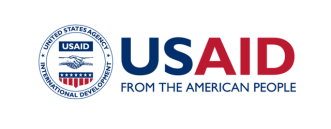 UNITED STATES AGENCY
USAID
INTERNATIONAL DEVELOPMENT
USAID
FROM THE AMERICAN PEOPLE